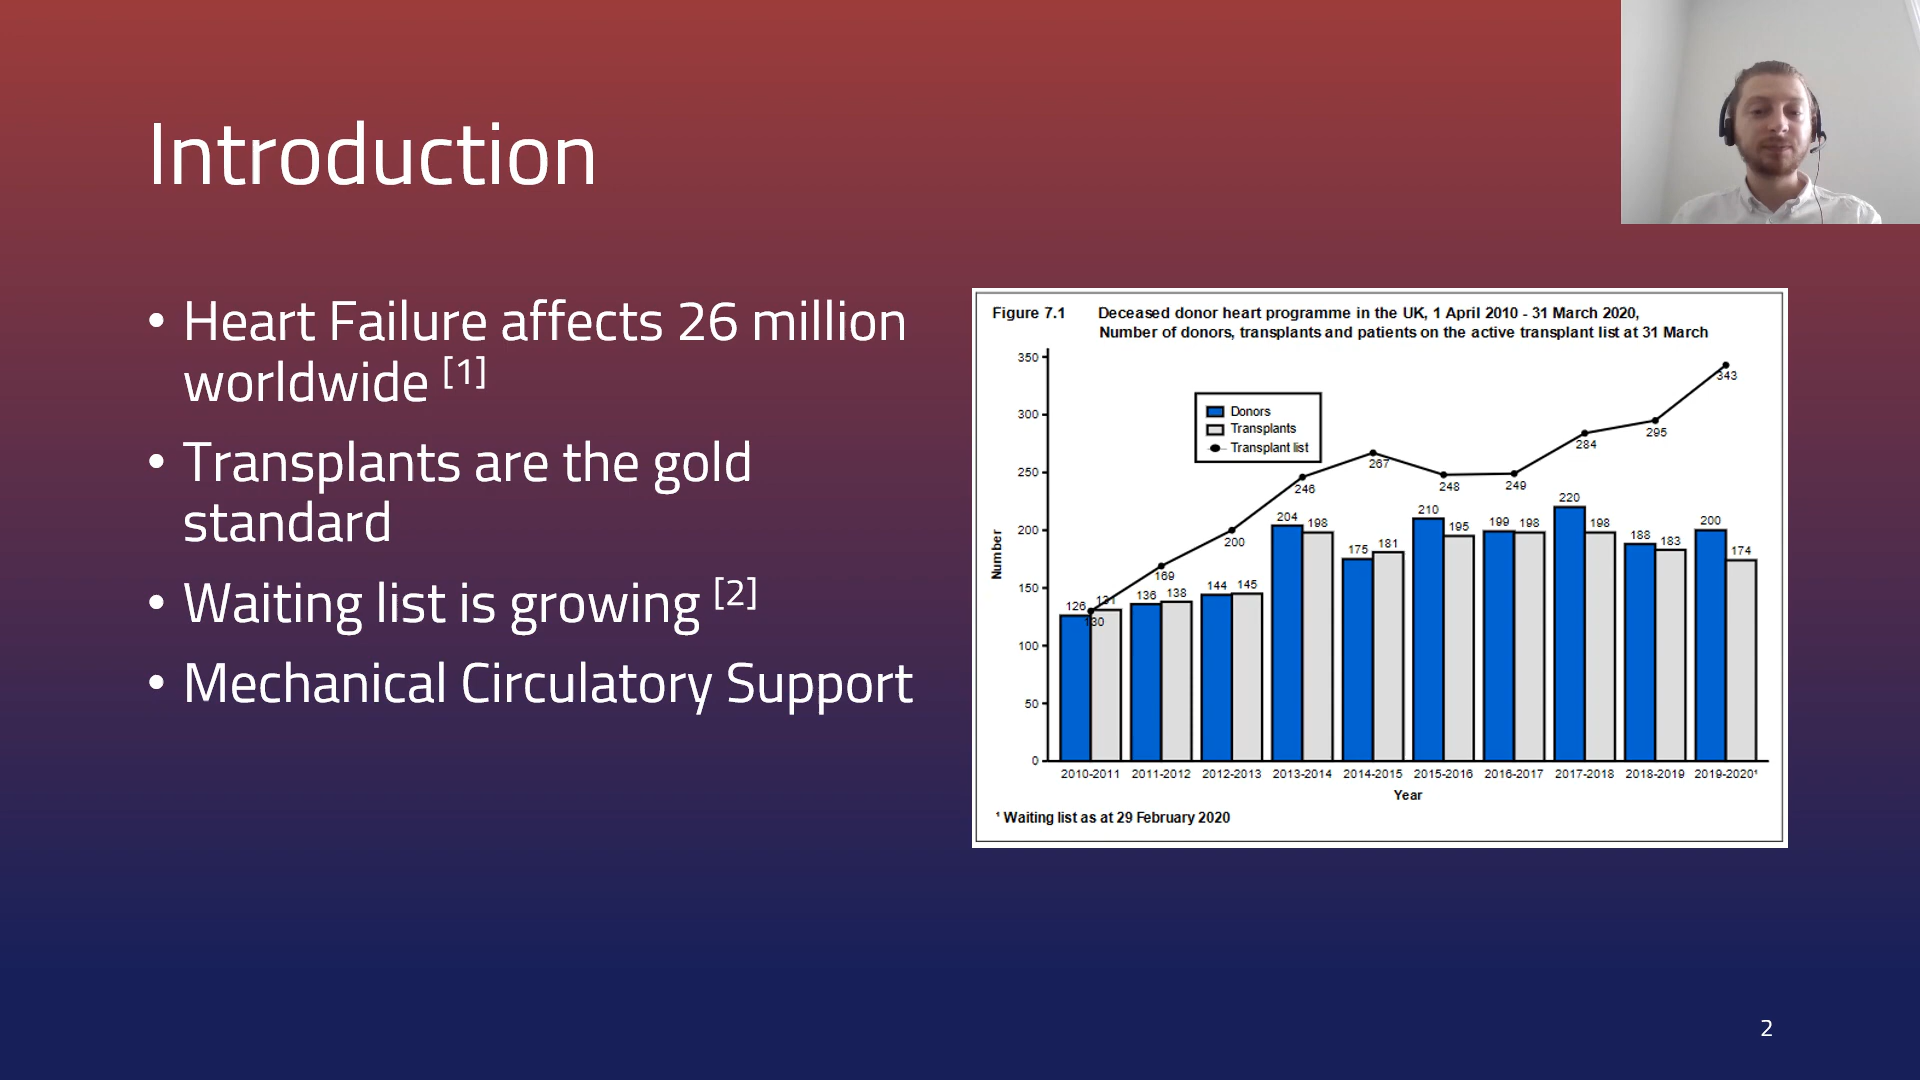 Introduction
• Heart Failure affects 26 million
worldwide [1]
• Transplants are the gold
standard
• Waiting list is growing [2]
• Mechanical Circulatory Support
Figure 7.1 Deceased donor heart programme in the UK, 1 April 2010 - 31 March 2020,
Number of donors, transplants and patients on the active transplant list at 31 March
Donors
Transplants
Transplant list
Number
350
300
250
200
150
100
50
0
126 131 136 138 144 145 204 198 175 181 210 195 199 198 220 198 188 183 200 174
130 169 200 246 267 248 249 284 295 343
2010-2011 2011-2012 2012-2013 2013-2014 2014-2015 2015-2016 2016-2017 2017-2018 2018-2019 2019-2020¹
Year
¹ Waiting list as at 29 February 2020
2